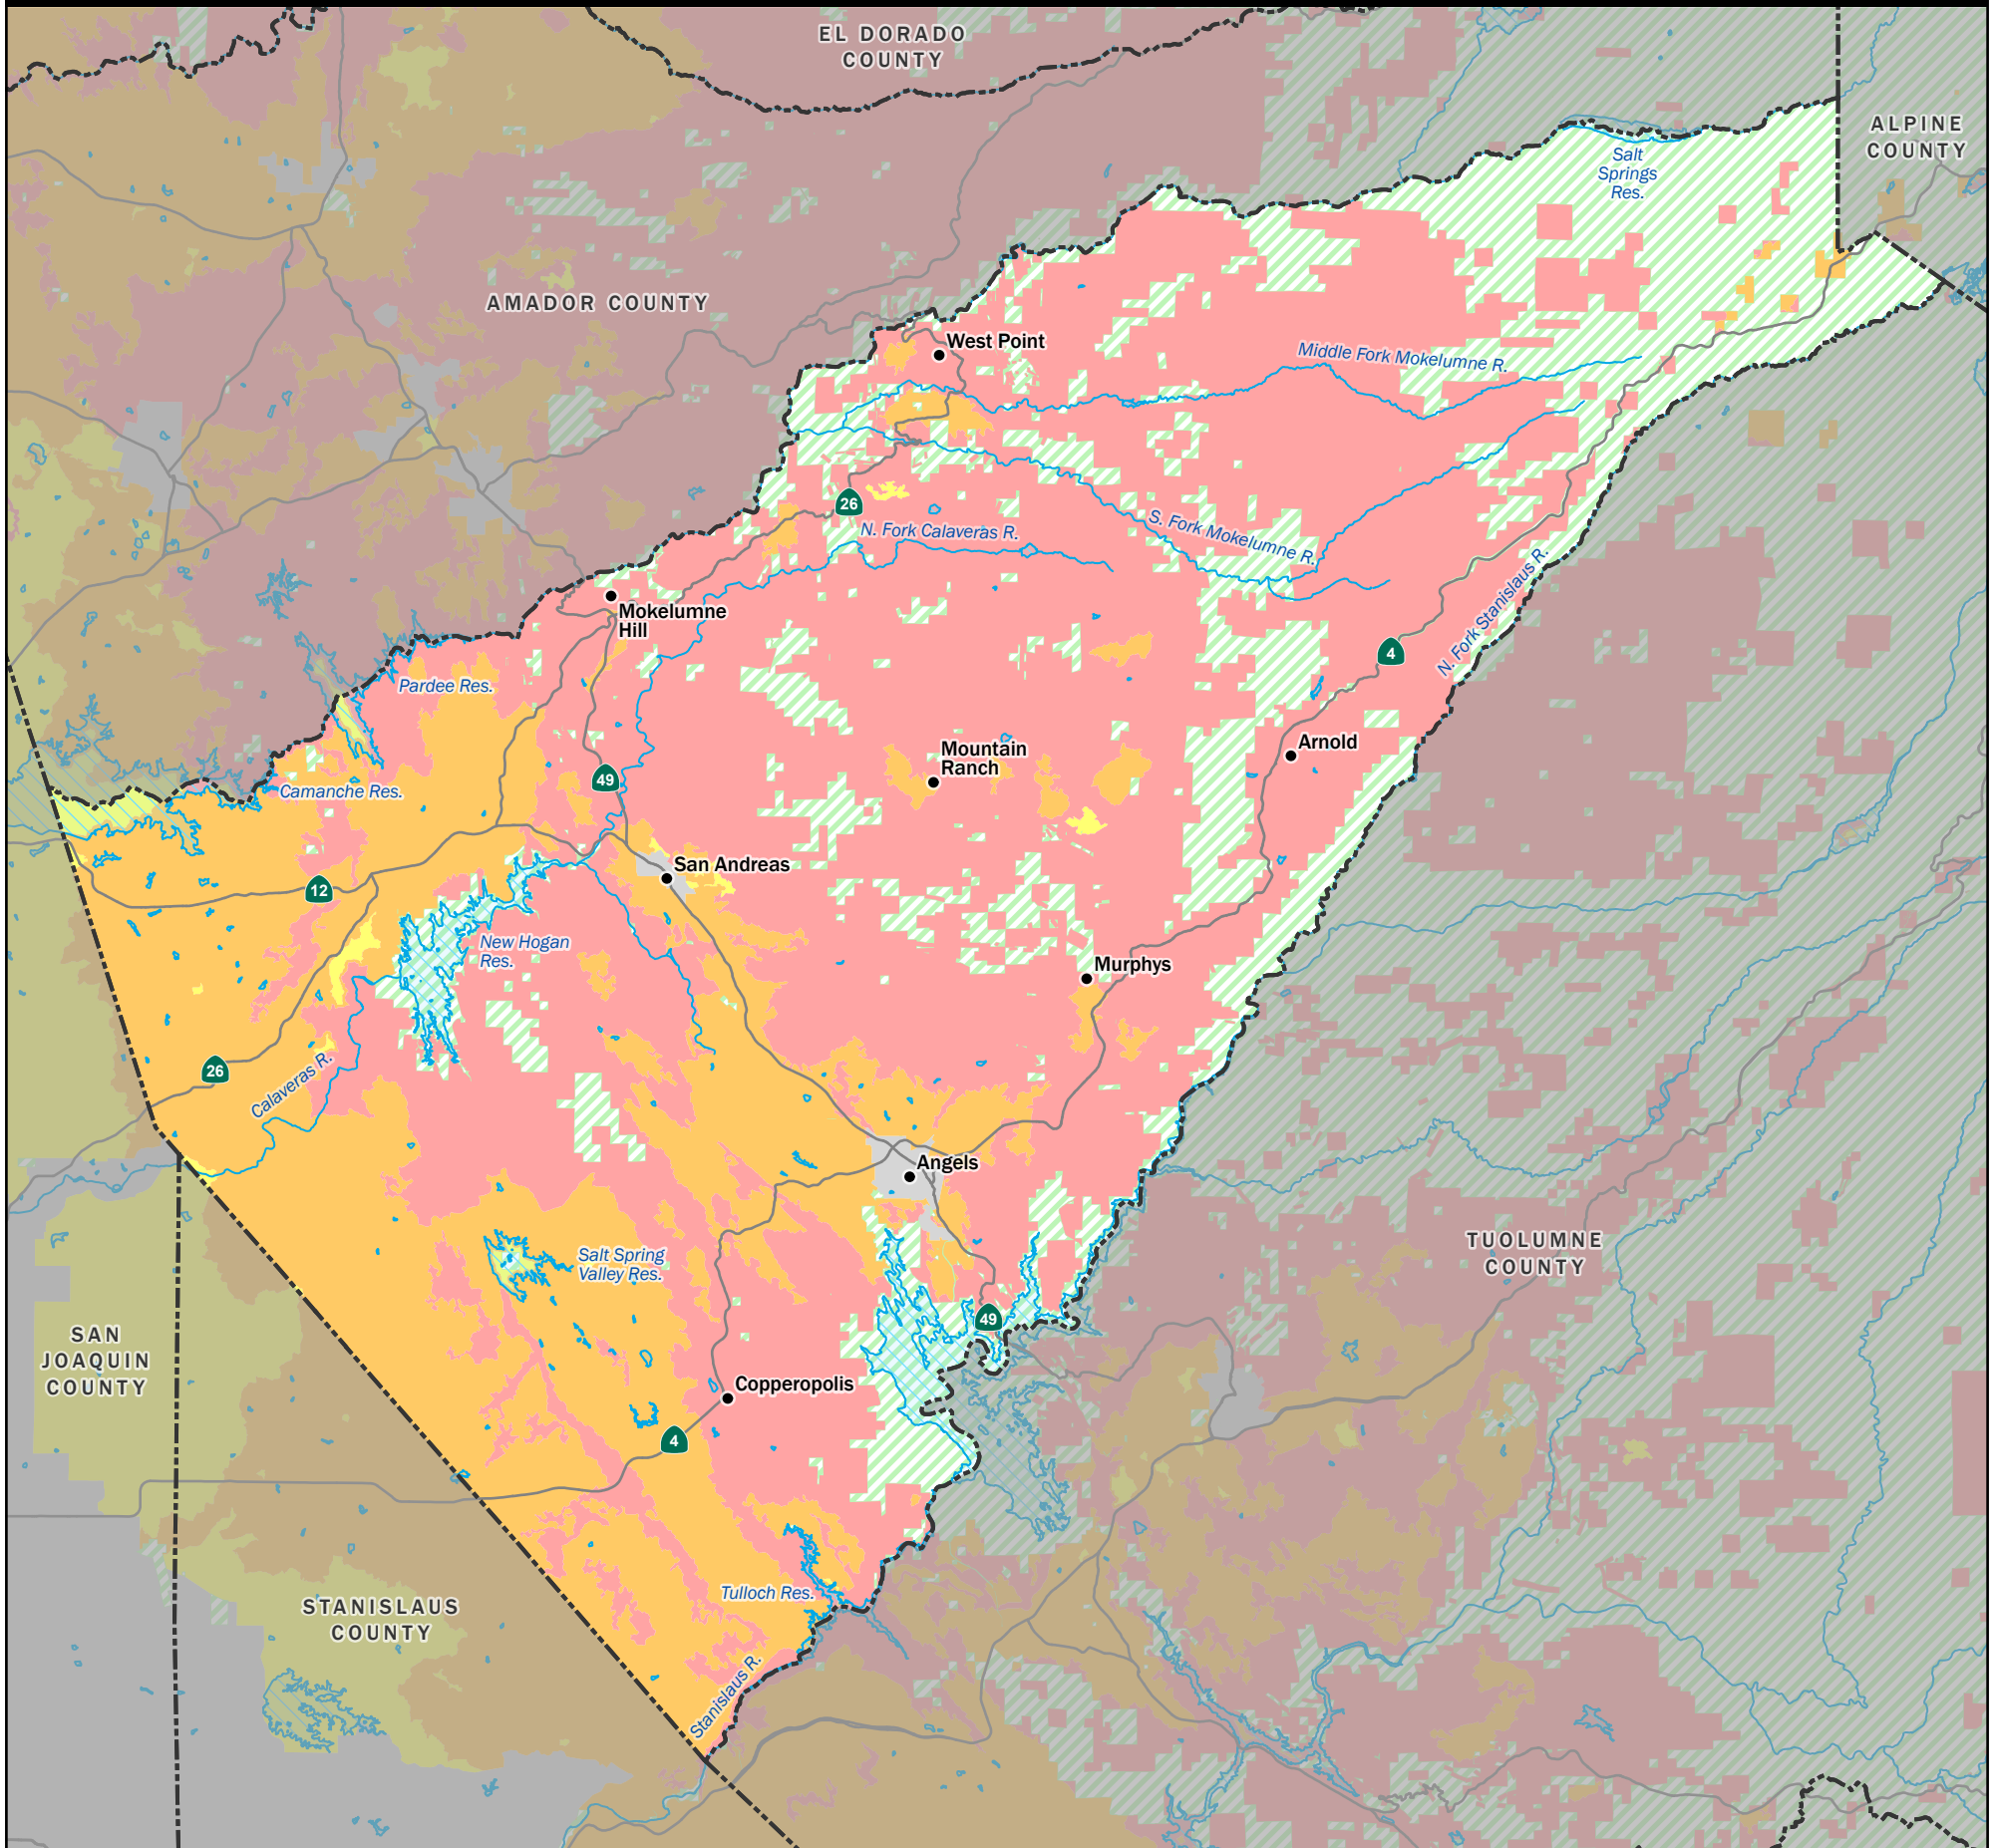 EL DORADO
COUNTY
ALPINE
COUNTY
Salt
Springs
Res.
AMADOR COUNTY
West Point
Middle Fork Mokelumne R.
26
N. Fork Calaveras R.
S. Fork Mokelumne R.
N. Fork Stanislaus R.
Mokelumne
Hill
4
Pardee Res.
Arnold
Mountain
Ranch
49
Camanche Res.
San Andreas
12
New Hogan
Res.
Murphys
26
Calaveras R.
Angels
Salt Spring
Valley Res.
TUOLUMNE
COUNTY
49
SAN
JOAQUIN
COUNTY
Copperopolis
4
Tulloch Res.
STANISLAUS
COUNTY
Stanislaus R.